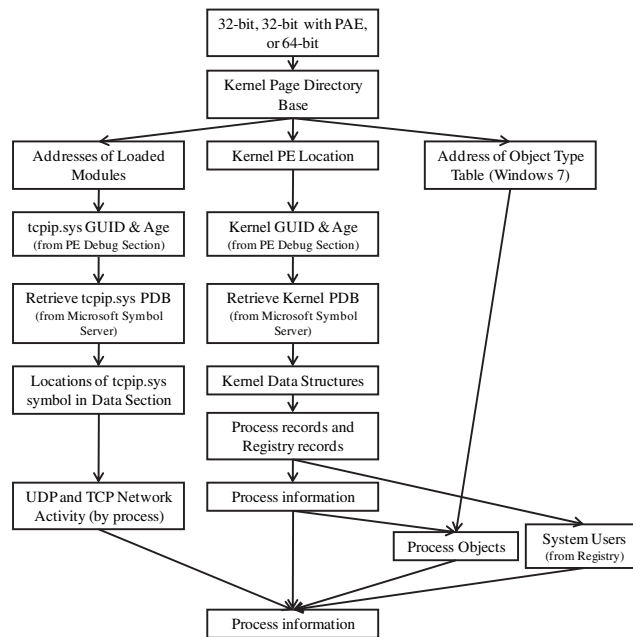 32-bit, 32-bit with PAE,
or 64-bit
Kernel Page Directory
Base
Addresses of Loaded
Modules
Kernel PE Location
Address of Object Type
Table (Windows 7)
tcpip.sys GUID & Age
(from PE Debug Section)
Kernel GUID & Age
(from PE Debug Section)
Retrieve tcpip.sys PDB
(from Microsoft Symbol
Server)
Retrieve Kernel PDB
(from Microsoft Symbol
Server)
Locations of tcpip.sys
symbol in Data Section
Kernel Data Structures
Process records and
Registry records
UDP and TCP Network
Activity (by process)
Process information
Process Objects
System Users
(from Registry)
Process information